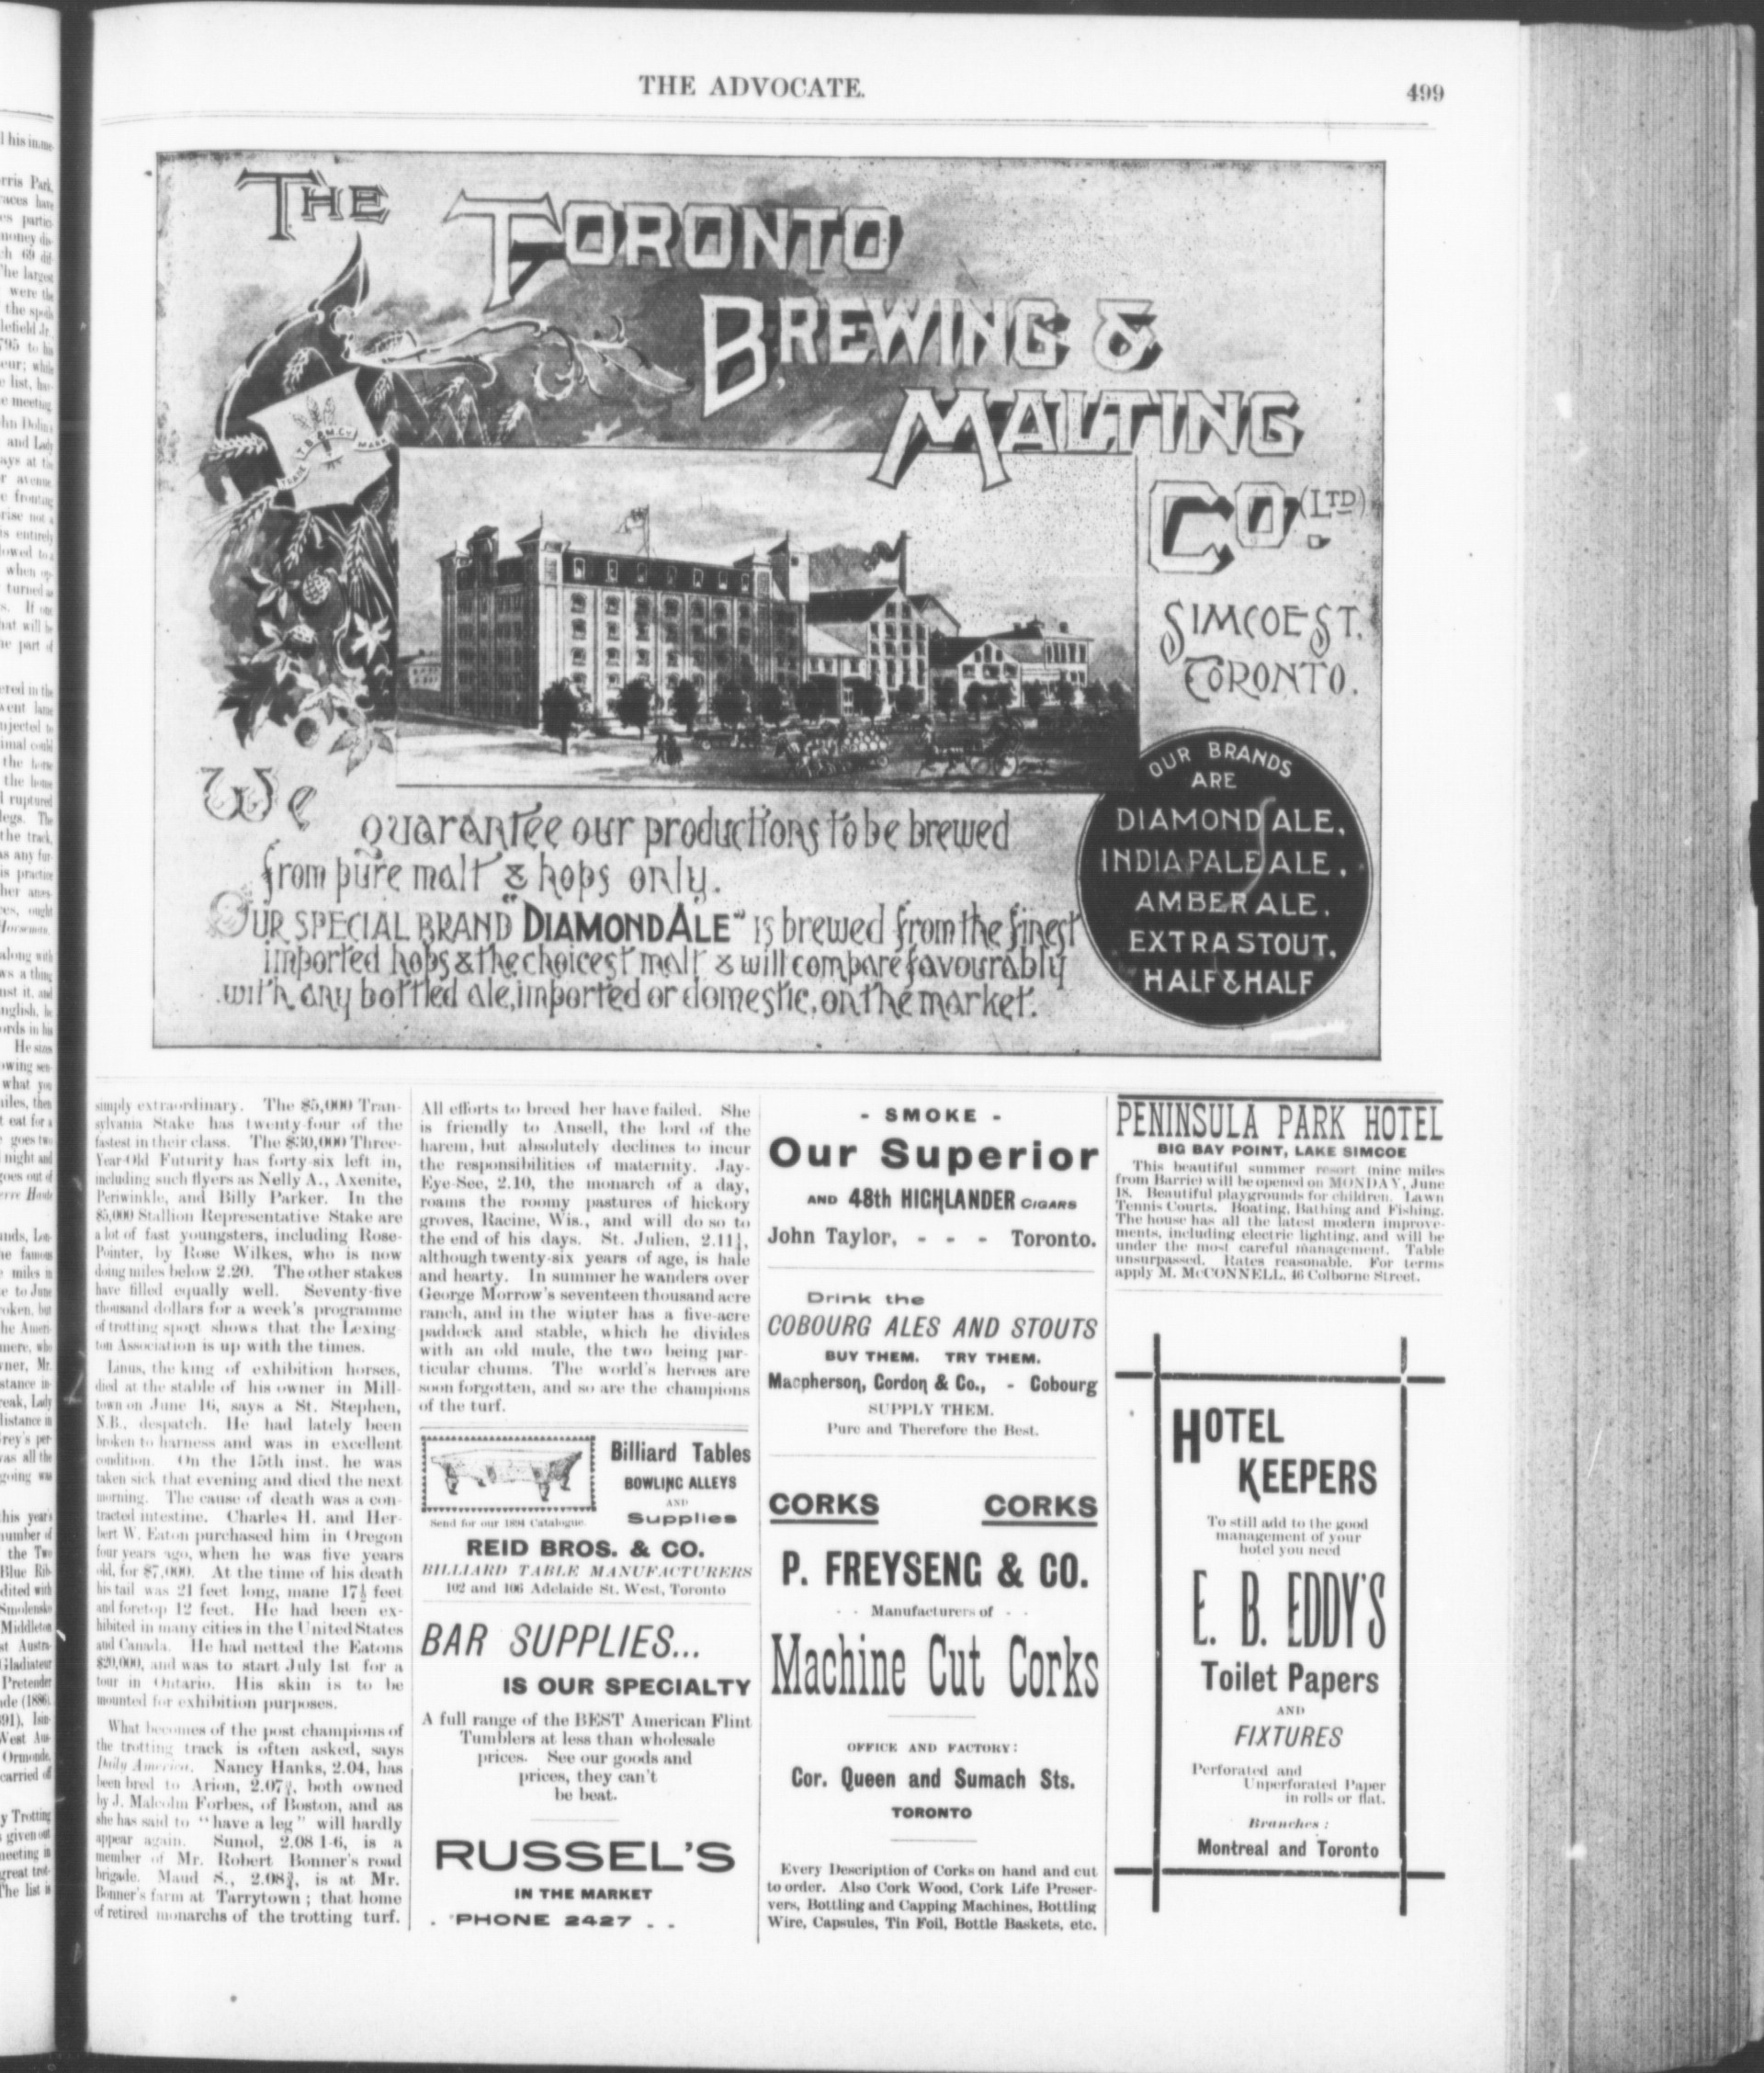 THE ADVOCATE.
499
THE TORONTO
BREWING &
MALTING
CO. (LTD)
SIMCOE ST.
TORONTO.
TRADE T.B. & M. Co MARK
We guarantee our productions to be brewed
from pure malt & hops only.
OUR SPECIAL BRAND "DIAMOND ALE" is brewed from the finest
imported hops & the choicest malt & will compare favourably
with any bottled ale, imported or domestic, on the market.
OUR BRANDS
ARE
DIAMOND ALE,
INDIA PALE ALE,
AMBER ALE,
EXTRA STOUT,
HALF & HALF
simply extraordinary. The $5,000 Tran-
sylvania Stake has twenty-four of the
fastest in their class. The $30,000 Three-
Year-Old Futurity has forty-six left in,
including such flyers as Nelly A., Axenite,
Periwinkle, and Billy Parker. In the
$5,000 Stallion Representative Stake are
a lot of fast youngsters, including Rose-
Pointer, by Rose Wilkes, who is now
doing miles below 2.20. The other stakes
have filled equally well. Seventy-five
thousand dollars for a week's programme
of trotting sport shows that the Lexing-
ton Association is up with the times.
Linus, the king of exhibition horses,
died at the stable of his owner in Mill-
town on June 16, says a St. Stephen,
N.B., despatch. He had lately been
broken to harness and was in excellent
condition. On the 15th inst. he was
taken sick that evening and died the next
morning. The cause of death was a con-
tracted intestine. Charles H. and Her-
bert W. Eaton purchased him in Oregon
four years ago, when he was five years
old, for $7,000. At the time of his death
his tail was 21 feet long, mane 17½ feet
and foretop 12 feet. He had been ex-
hibited in many cities in the United States
and Canada. He had netted the Eatons
$20,000, and was to start July 1st for a
tour in Ontario. His skin is to be
mounted for exhibition purposes.
What becomes of the post champions of
the trotting track is often asked, says
Daily America. Nancy Hanks, 2.04, has
been bred to Arion, 2.07¾, both owned
by J. Malcolm Forbes, of Boston, and as
she has said to "have a leg" will hardly
appear again. Sunol, 2.08 1-6, is a
member of Mr. Robert Bonner's road
brigade. Maud S., 2.08¾, is at Mr.
Bonner's farm at Tarrytown; that home
of retired monarchs of the trotting turf.
All efforts to breed her have failed. She
is friendly to Ansell, the lord of the
harem, but absolutely declines to incur
the responsibilities of maternity. Jay-
Eye-See, 2.10, the monarch of a day,
roams the roomy pastures of hickory
groves, Racine, Wis., and will do so to
the end of his days. St. Julien, 2.11¼,
although twenty-six years of age, is hale
and hearty. In summer he wanders over
George Morrow's seventeen thousand acre
ranch, and in the winter has a five-acre
paddock and stable, which he divides
with an old mule, the two being par-
ticular chums. The world's heroes are
soon forgotten, and so are the champions
of the turf.
Billiard Tables
BOWLING ALLEYS
AND
Supplies
Send for our 1894 Catalogue.
REID BROS. & CO.
BILLIARD TABLE MANUFACTURERS
102 and 106 Adelaide St. West, Toronto
BAR SUPPLIES...
IS OUR SPECIALTY
A full range of the BEST American Flint
Tumblers at less than wholesale
prices. See our goods and
prices, they can't
be beat.
RUSSEL'S
IN THE MARKET
. 'PHONE 2427 . .
- SMOKE -
Our Superior
AND 48th HIGHLANDER CIGARS
John Taylor, - - - Toronto.
Drink the
COBOURG ALES AND STOUTS
BUY THEM. TRY THEM.
Macpherson, Gordon & Co., - Cobourg
SUPPLY THEM.
Pure and Therefore the Best.
CORKS CORKS
P. FREYSENG & CO.
- - Manufacturers of - -
Machine Cut Corks
OFFICE AND FACTORY:
Cor. Queen and Sumach Sts.
TORONTO
Every Description of Corks on hand and cut
to order. Also Cork Wood, Cork Life Preser-
vers, Bottling and Capping Machines, Bottling
Wire, Capsules, Tin Foil, Bottle Baskets, etc.
PENINSULA PARK HOTEL
BIG BAY POINT, LAKE SIMCOE
This beautiful summer resort (nine miles
from Barrie) will be opened on MONDAY, June
18. Beautiful playgrounds for children. Lawn
Tennis Courts. Boating, Bathing and Fishing.
The house has all the latest modern improve-
ments, including electric lighting, and will be
under the most careful management. Table
unsurpassed. Rates reasonable. For terms
apply M. McCONNELL, 46 Colborne Street.
HOTEL
KEEPERS
To still add to the good
management of your
hotel you need
E. B. EDDY'S
Toilet Papers
AND
FIXTURES
Perforated and
Unperforated Paper
in rolls or flat.
Branches:
Montreal and Toronto